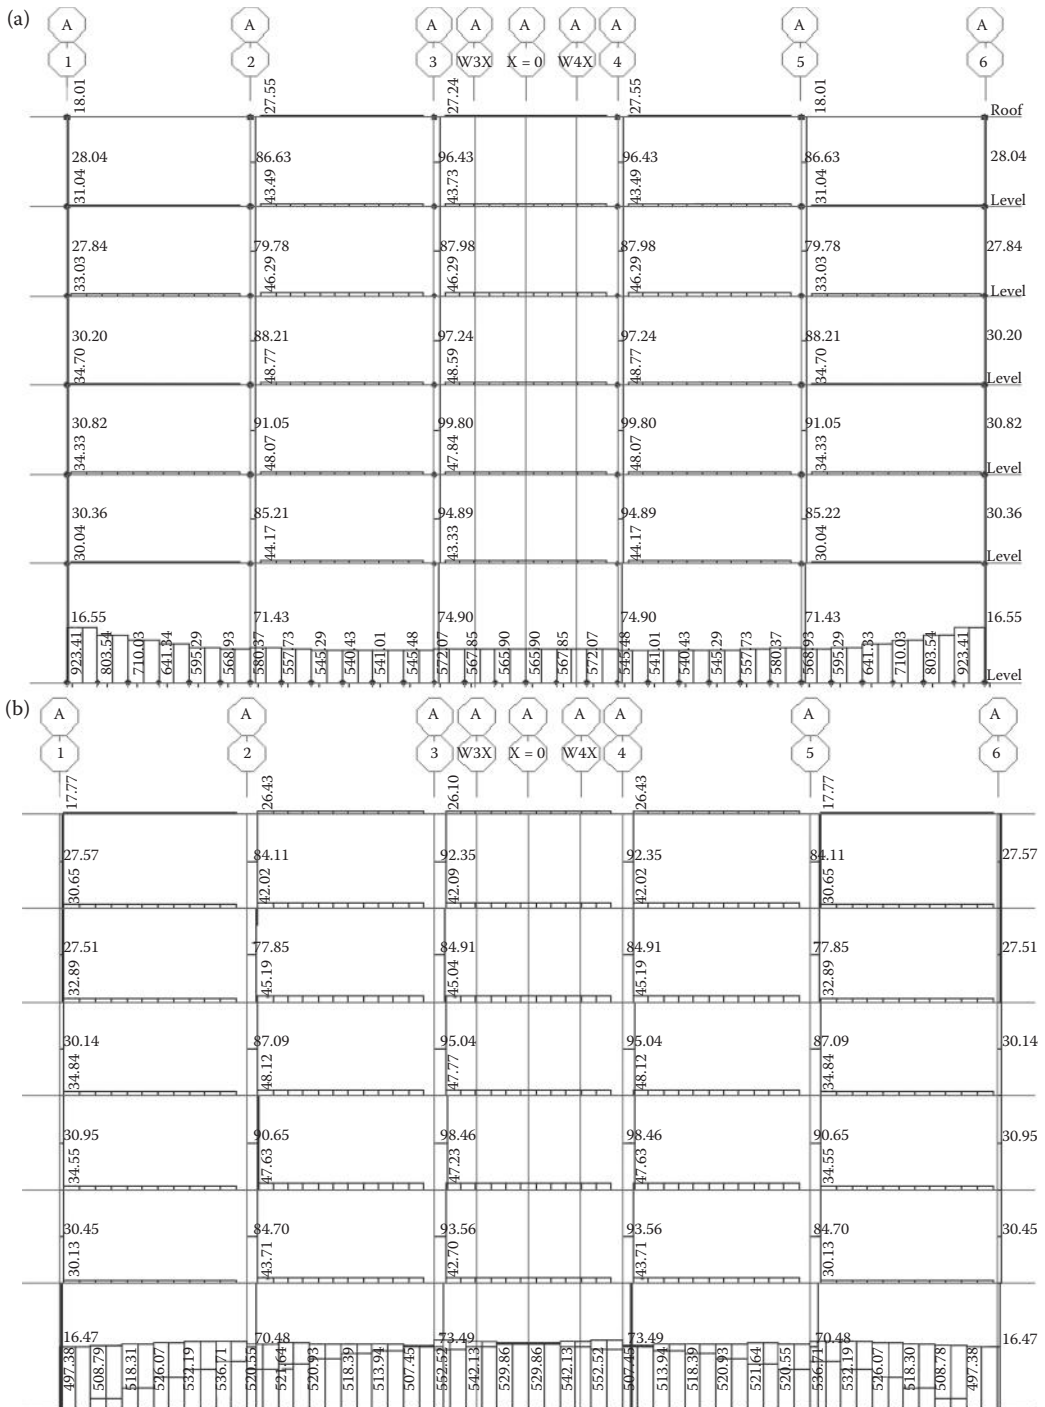 (a)
A A A A A A A A
1 2 3 W3X X = 0 W4X 4 5 6
18.01 27.55 27.24 27.55 18.01
Roof
28.04 86.63 96.43 96.43 86.63 28.04
31.04 43.49 43.73 43.49 31.04
Level
27.84 79.78 87.98 87.98 79.78 27.84
33.03 46.29 46.29 46.29 33.03
Level
30.20 88.21 97.24 97.24 88.21 30.20
34.70 48.77 48.59 48.77 34.70
Level
30.82 91.05 99.80 99.80 91.05 30.82
34.33 48.07 47.84 48.07 34.33
Level
30.36 85.21 94.89 94.89 85.22 30.36
30.04 44.17 43.33 44.17 30.04
Level
16.55 71.43 74.90 74.90 71.43 16.55
923.41 803.54 710.03 641.34 595.29 568.93 580.37 557.73 545.29 540.43 541.01 545.48 572.07 567.85 565.90 565.90 567.85 572.07 545.48 541.01 540.43 545.29 557.73 580.37 568.93 595.29 641.33 710.03 803.54 923.41
Level
(b)
A A A A A A A A A
1 2 3 W3X X = 0 W4X 4 5 6
17.77 26.43 26.10 26.43 17.77
27.57 84.11 92.35 92.35 84.11 27.57
30.65 42.02 42.09 42.02 30.65
27.51 77.85 84.91 84.91 77.85 27.51
32.89 45.19 45.04 45.19 32.89
30.14 87.09 95.04 95.04 87.09 30.14
34.84 48.12 47.77 48.12 34.84
30.95 90.65 98.46 98.46 90.65 30.95
34.55 47.63 47.23 47.63 34.55
30.45 84.70 93.56 93.56 84.70 30.45
30.13 43.71 42.70 43.71 30.13
16.47 70.48 73.49 73.49 70.48 16.47
497.38 508.79 518.31 526.07 532.19 536.71 520.55 521.64 520.93 518.39 513.94 507.45 552.52 542.13 529.86 529.86 542.13 552.52 507.45 513.94 518.39 520.93 521.64 520.55 536.71 532.19 526.07 518.30 508.78 497.38